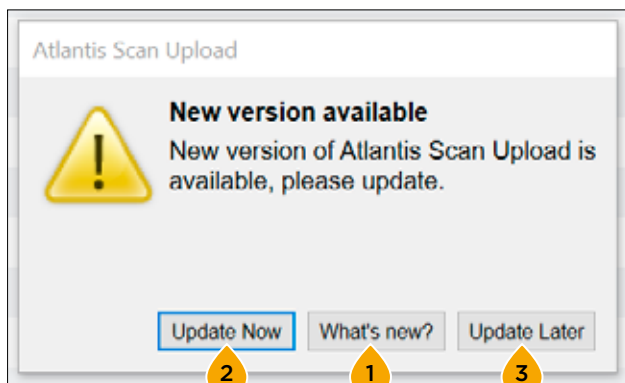 Atlantis Scan Upload
New version available
New version of Atlantis Scan Upload is
available, please update.
Update Now What's new? Update Later
2 1 3